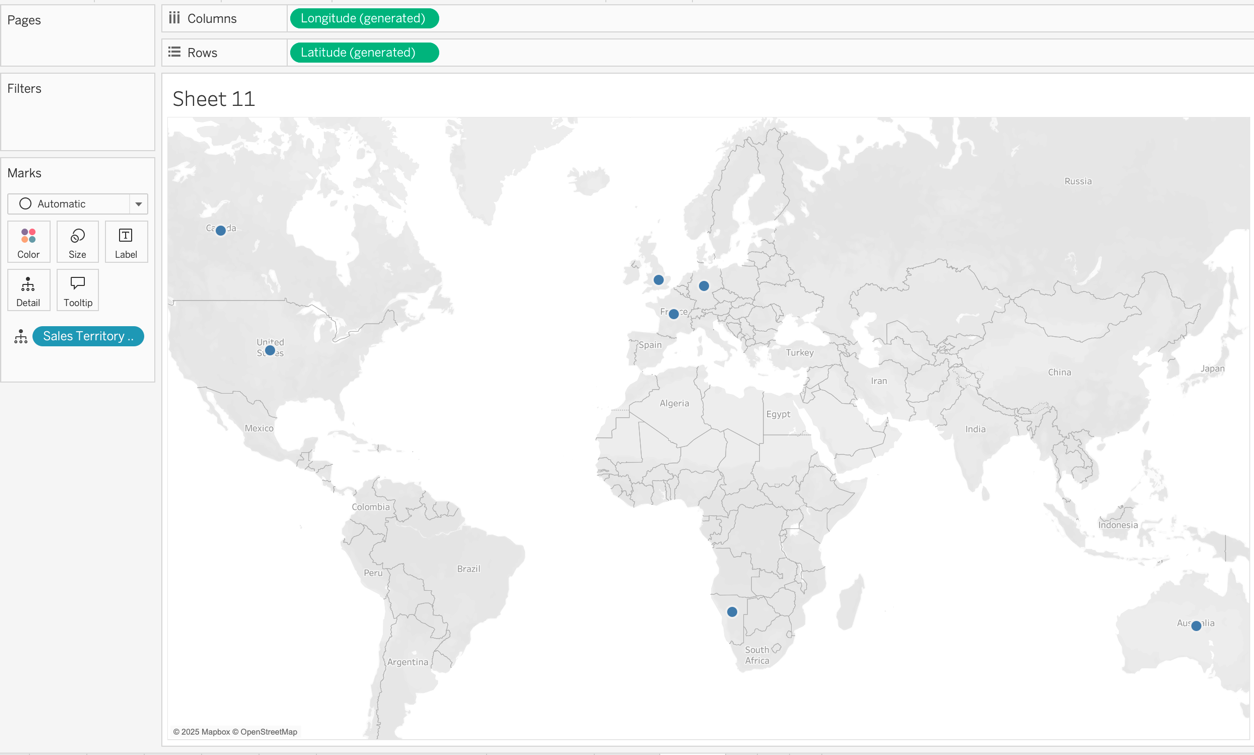 Pages
Columns
Longitude (generated)
Rows
Latitude (generated)
Filters
Marks
Automatic
Color
Size
Label
Detail
Tooltip
Sales Territory ..
Sheet 11
Russia
United
Spain
Turkey
Japan
China
Iran
Algeria
Egypt
Mexico
India
Colombia
Indonesia
Brazil
Peru
South
Africa
Argentina
© 2025 Mapbox © OpenStreetMap